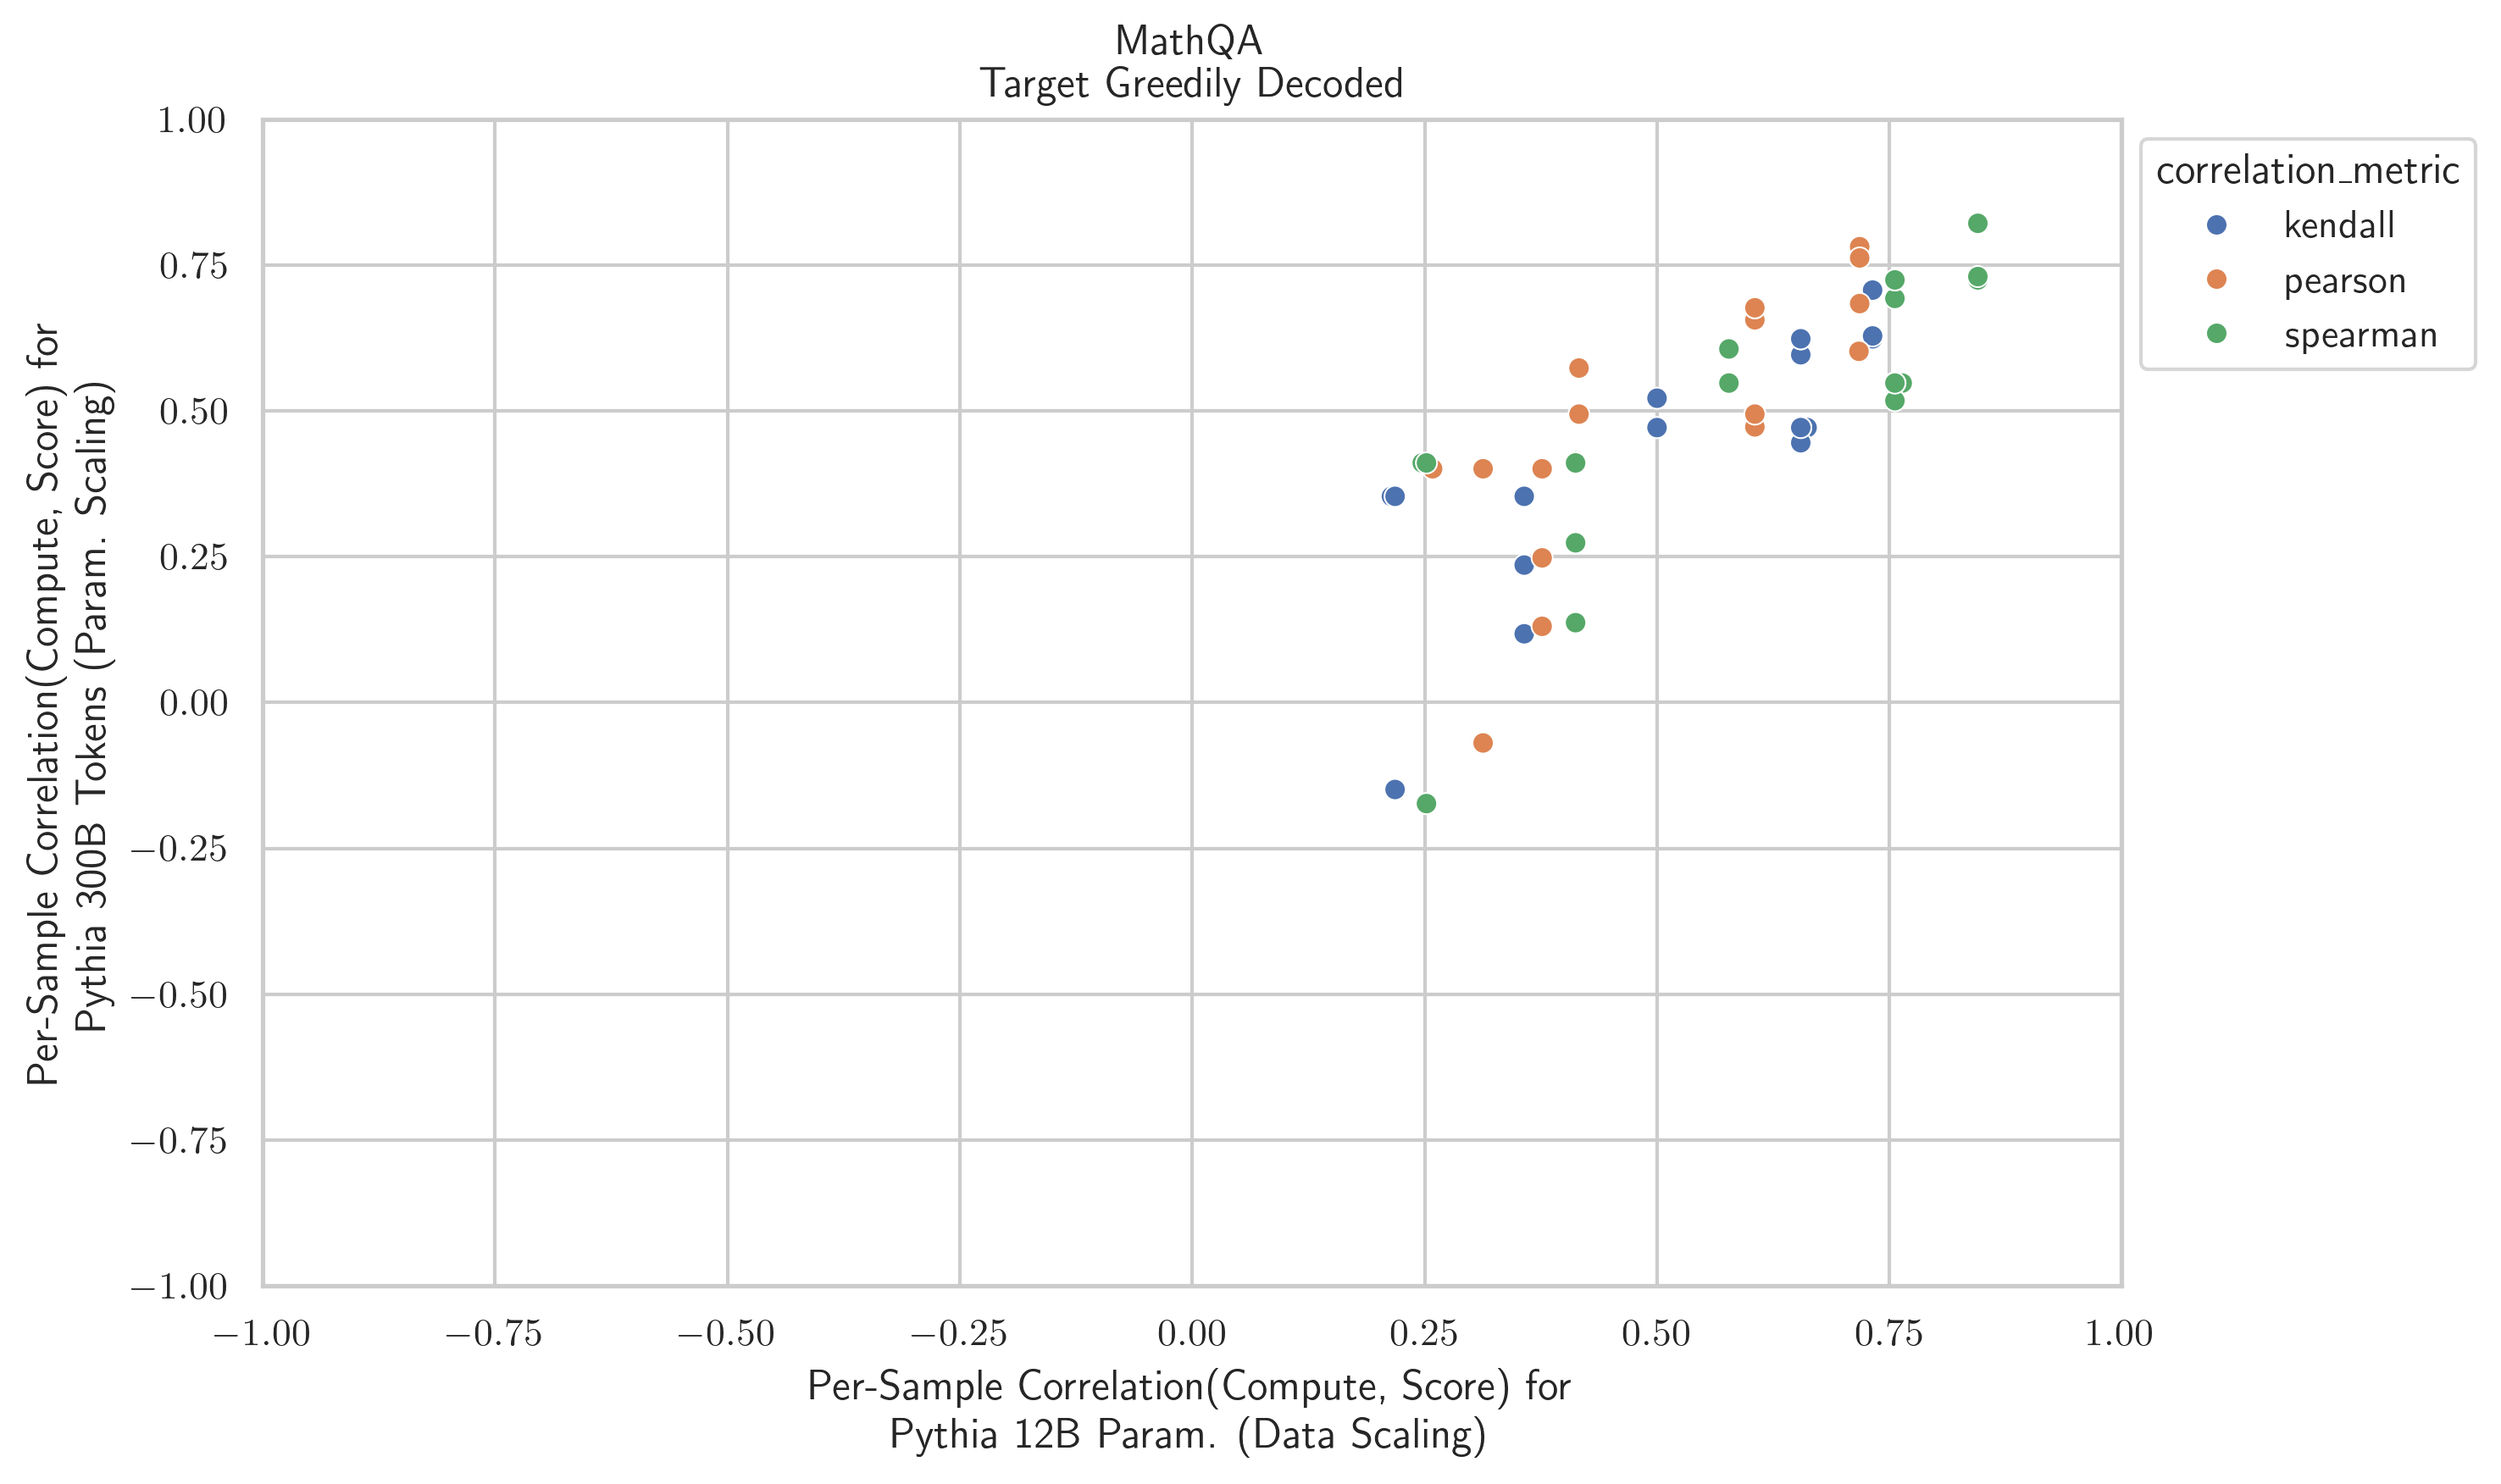 MathQA
Target Greedily Decoded
1.00
0.75
0.50
0.25
0.00
−0.25
−0.50
−0.75
−1.00
Per-Sample Correlation(Compute, Score) for
Pythia 300B Tokens (Param. Scaling)
−1.00 −0.75 −0.50 −0.25 0.00 0.25 0.50 0.75 1.00
Per-Sample Correlation(Compute, Score) for
Pythia 12B Param. (Data Scaling)
correlation_metric
kendall
pearson
spearman